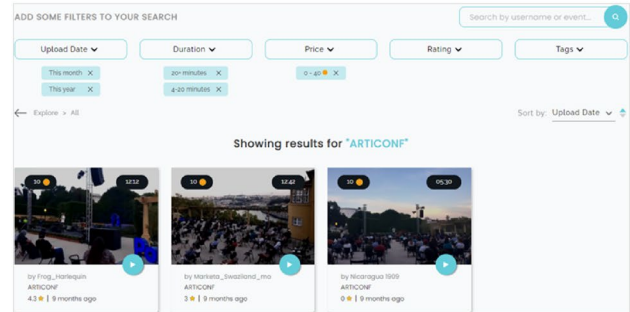 ADD SOME FILTERS TO YOUR SEARCH
Search by username or event...
Upload Date
Duration
Price
Rating
Tags
This month X
20+ minutes X
0 - 40 X
This year X
4-20 minutes X
Explore > All
Sort by: Upload Date
Showing results for "ARTICONF"
10 12:12
10 12:42
10 05:30
by Frog_Harlequin
by Marketa_Swaziland_mo
by Nicaragua 1999
ARTICONF
ARTICONF
ARTICONF
4.3 | 9 months ago
3 | 9 months ago
0 | 9 months ago